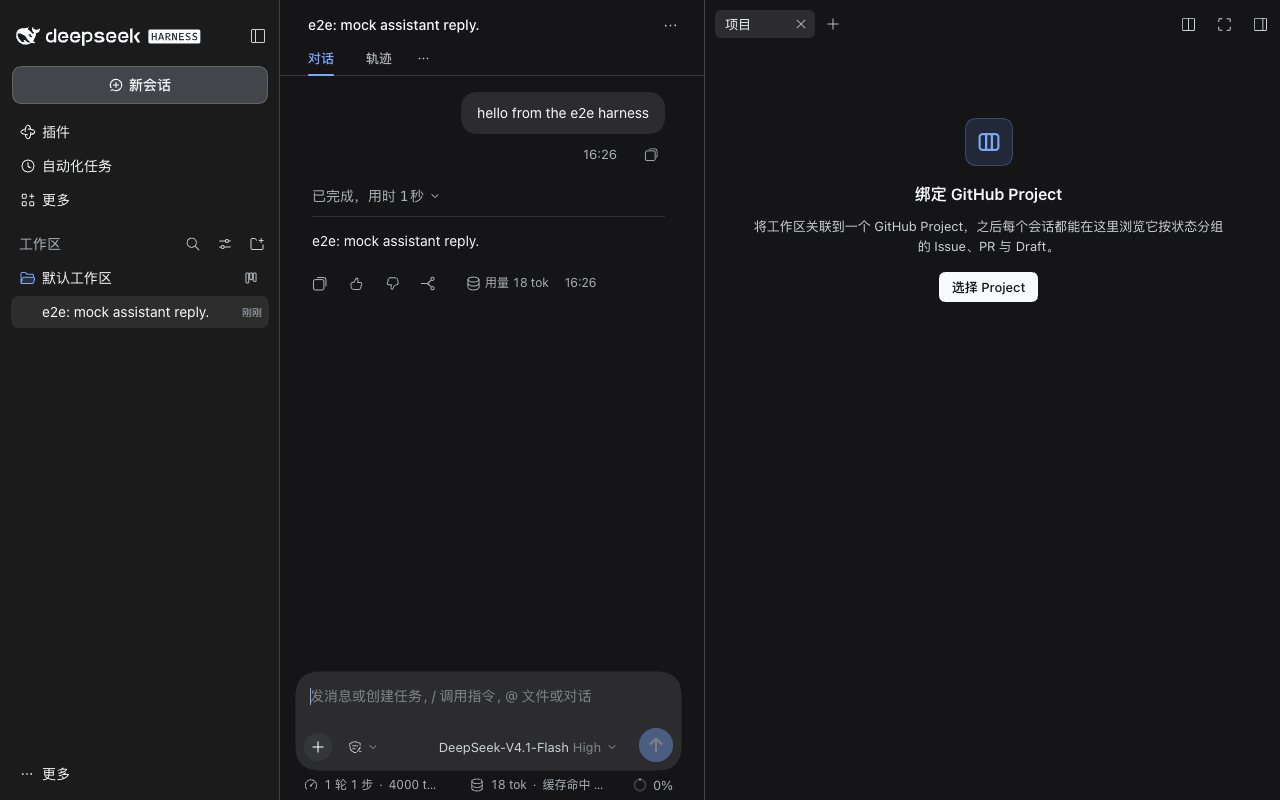 deepseek HARNESS
新会话
插件
自动化任务
更多
工作区
默认工作区
e2e: mock assistant reply. 刚刚
更多
e2e: mock assistant reply.
对话 轨迹
hello from the e2e harness
16:26
已完成，用时 1 秒
e2e: mock assistant reply.
用量 18 tok 16:26
发消息或创建任务, / 调用指令, @ 文件或对话
DeepSeek-V4.1-Flash High
1 轮 1 步 · 4000 t... 18 tok · 缓存命中 ... 0%
项目
绑定 GitHub Project
将工作区关联到一个 GitHub Project，之后每个会话都能在这里浏览它按状态分组
的 Issue、PR 与 Draft。
选择 Project